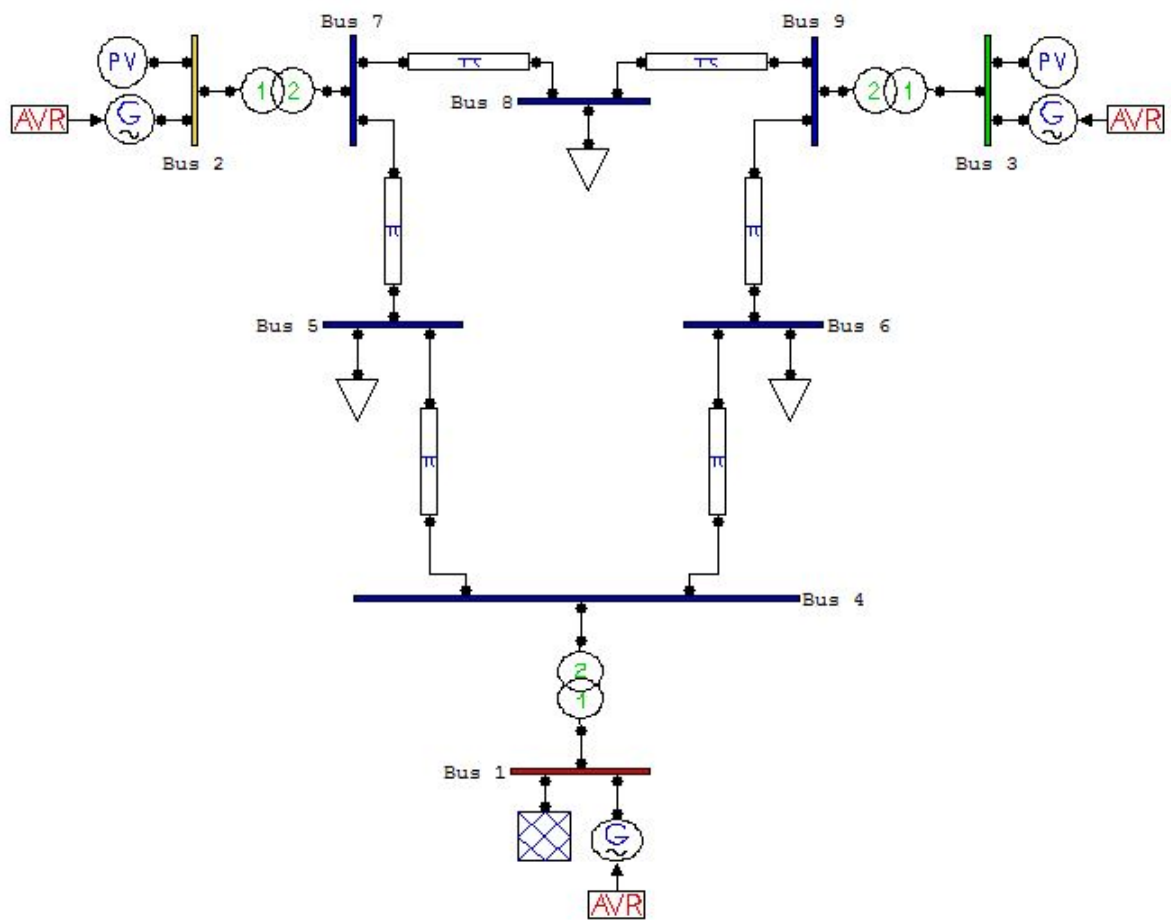 Bus 7
Bus 9
PV
π
π
PV
1 2
2 1
Bus 8
AVR
G
G
AVR
Bus 2
Bus 3
π
π
Bus 5
Bus 6
π
π
Bus 4
2
1
Bus 1
G
AVR